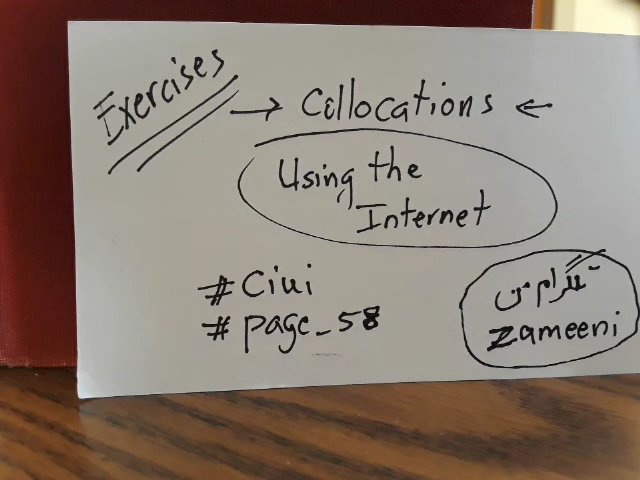 Exercises
→ Collocations ←
Using the
Internet
#Ciui
#page_58
تلگرام من
zameeni